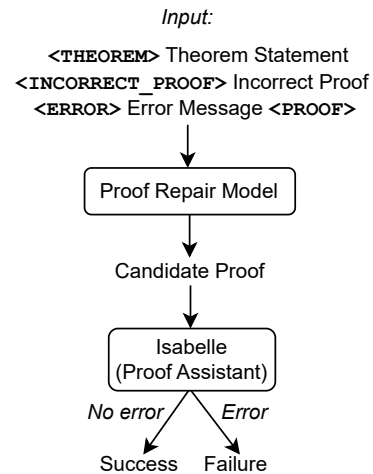 Input:
<THEOREM> Theorem Statement
<INCORRECT_PROOF> Incorrect Proof
<ERROR> Error Message <PROOF>
Proof Repair Model
Candidate Proof
Isabelle
(Proof Assistant)
No error Error
Success Failure